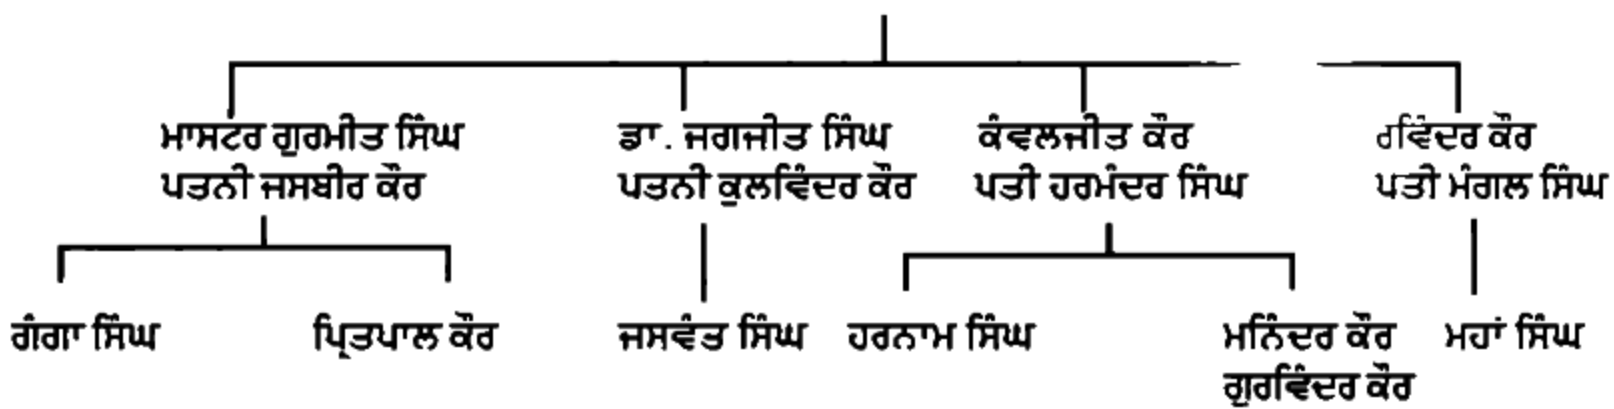 ਮਾਸਟਰ ਗੁਰਮੀਤ ਸਿੰਘ
ਪਤਨੀ ਜਸਬੀਰ ਕੌਰ
ਡਾ. ਜਗਜੀਤ ਸਿੰਘ
ਪਤਨੀ ਕੁਲਵਿੰਦਰ ਕੌਰ
ਕੰਵਲਜੀਤ ਕੌਰ
ਪਤੀ ਹਰਮੰਦਰ ਸਿੰਘ
ਰਵਿੰਦਰ ਕੌਰ
ਪਤੀ ਮੰਗਲ ਸਿੰਘ
ਗੰਗਾ ਸਿੰਘ
ਪ੍ਰਿਤਪਾਲ ਕੌਰ
ਜਸਵੰਤ ਸਿੰਘ
ਹਰਨਾਮ ਸਿੰਘ
ਮਨਿੰਦਰ ਕੌਰ
ਗੁਰਵਿੰਦਰ ਕੌਰ
ਮਹਾਂ ਸਿੰਘ